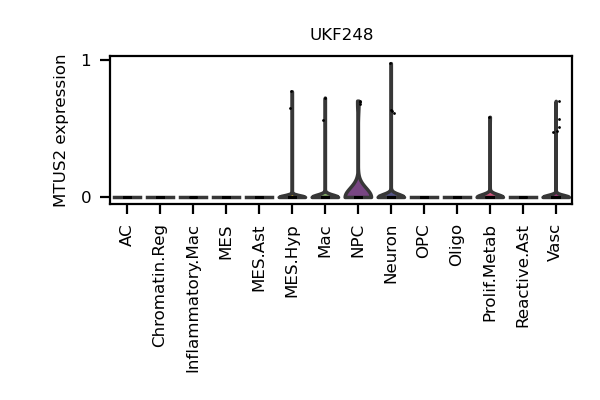 UKF248
MTUS2 expression
1
0
AC
Chromatin.Reg
Inflammatory.Mac
MES
MES.Ast
MES.Hyp
Mac
NPC
Neuron
OPC
Oligo
Prolif.Metab
Reactive.Ast
Vasc